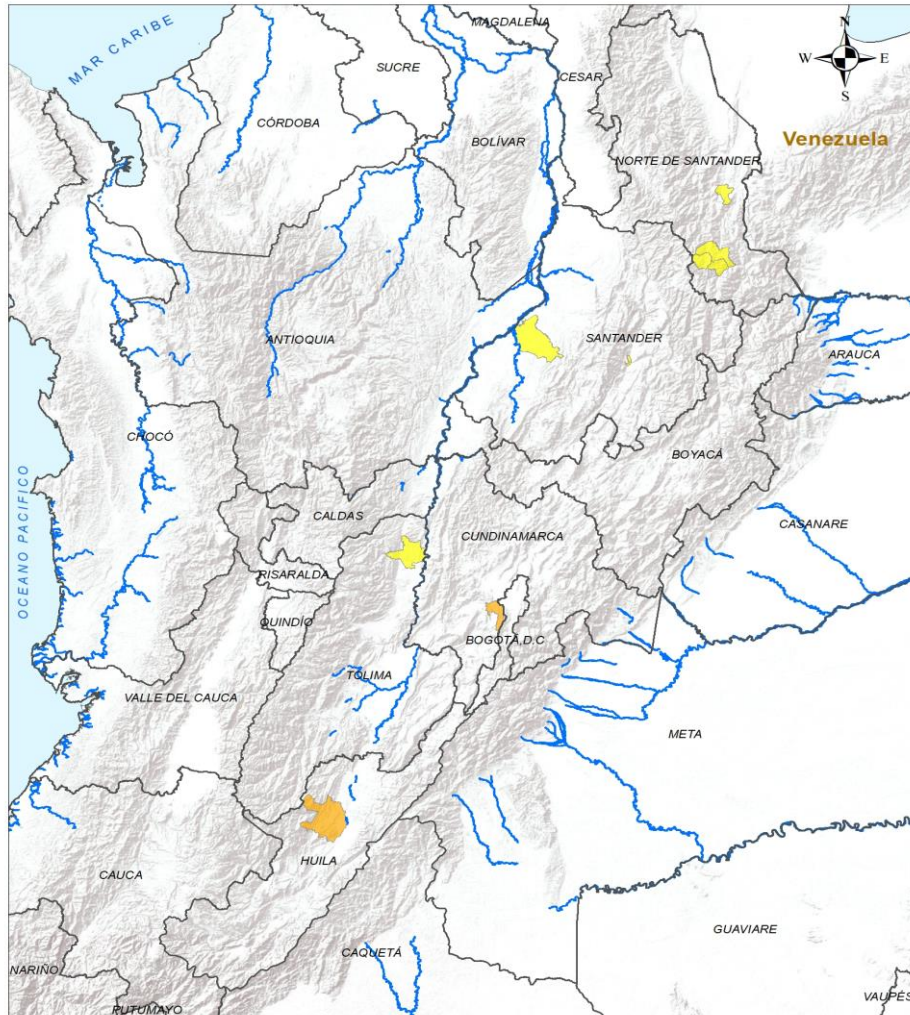 MAGDALENA
N
MAR CARIBE
W
E
SUCRE
CESAR
S
CÓRDOBA
BOLÍVAR
Venezuela
NORTE DE SANTANDER
ANTIOQUIA
SANTANDER
ARAUCA
CHOCÓ
BOYACÁ
OCEANO PACIFICO
CALDAS
CASANARE
CUNDINAMARCA
RISARALDA
QUINDÍO
BOGOTÁ,D.C
TOLIMA
VALLE DEL CAUCA
META
HUILA
CAUCA
CAQUETÁ
GUAVIARE
NARIÑO
VAUPÉS
PUTUMAYO